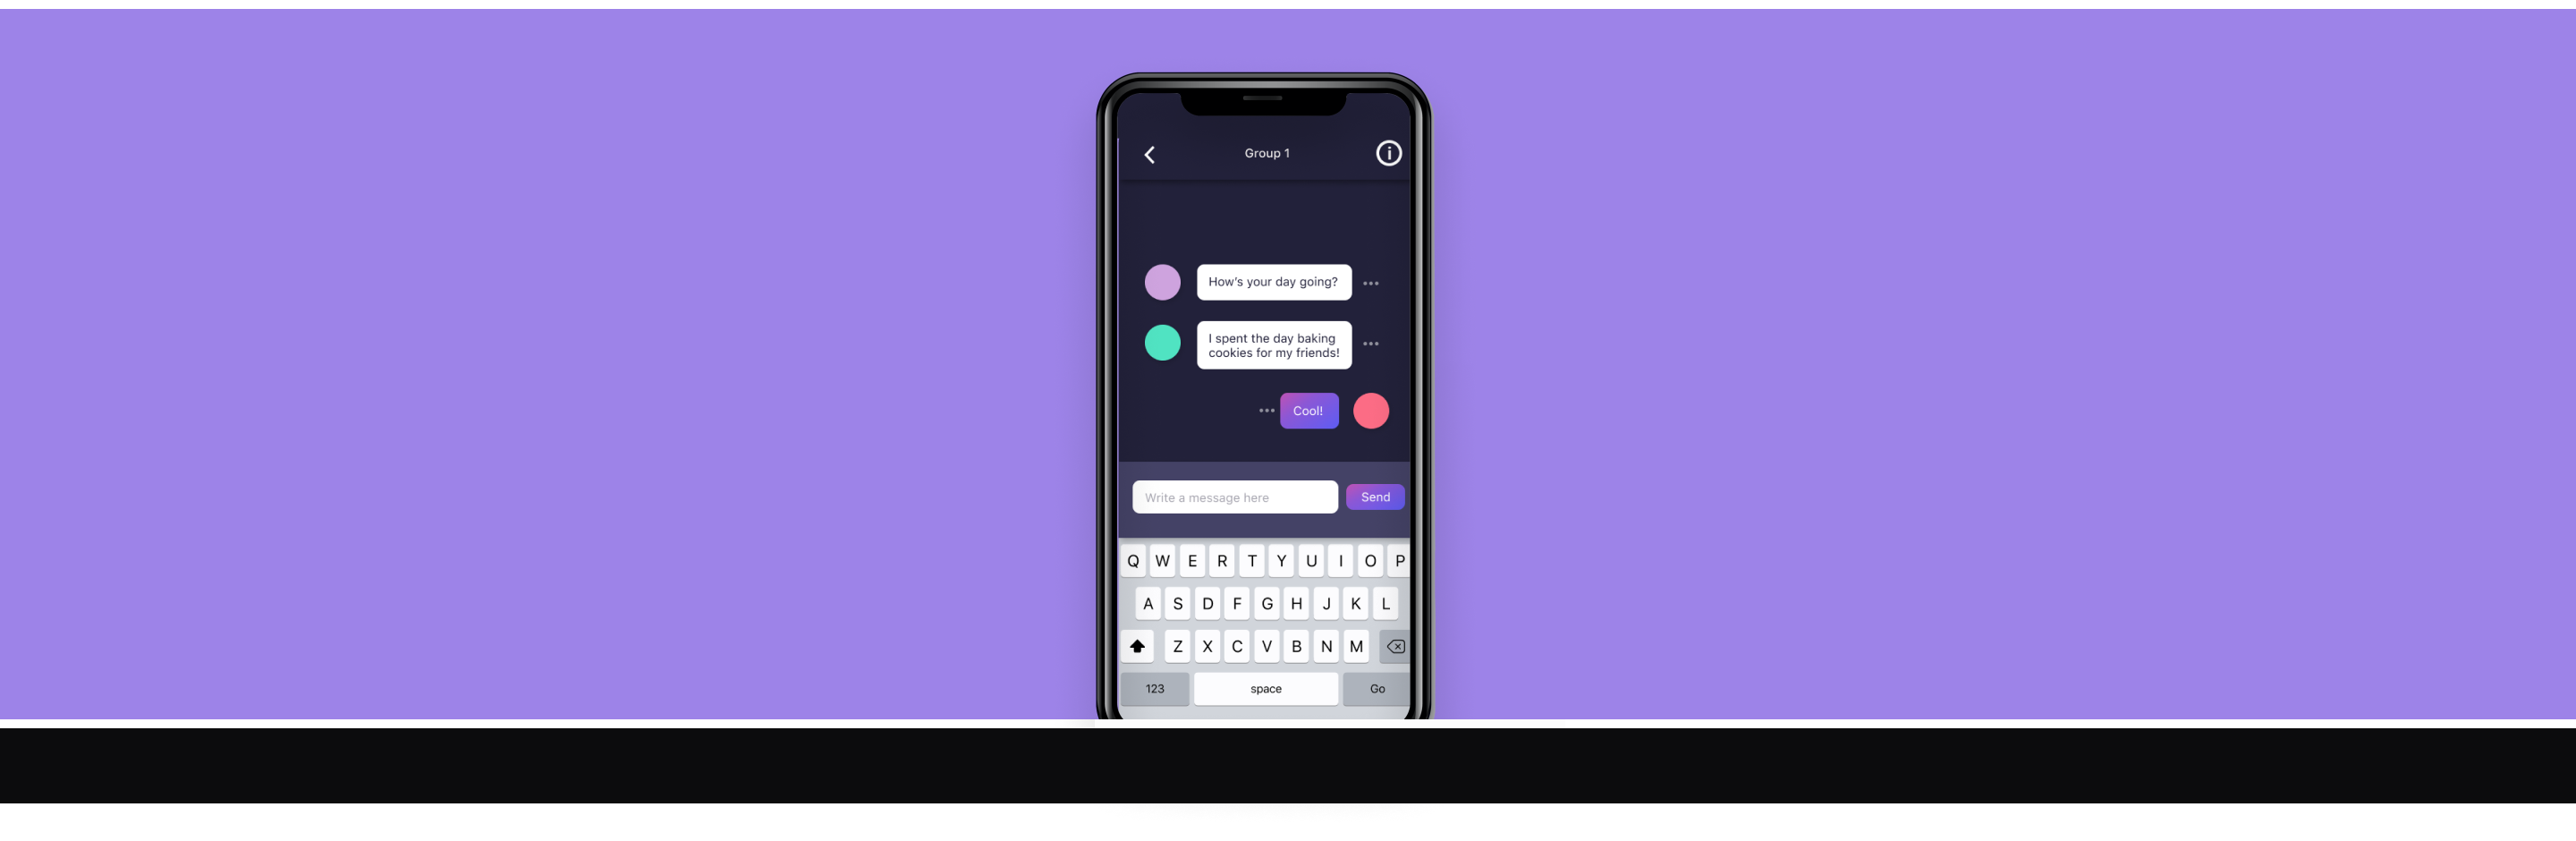 Group 1
How's your day going?
I spent the day baking
cookies for my friends!
Cool!
Write a message here
Send
Q W E R T Y U I O P
A S D F G H J K L
Z X C V B N M
123 space Go